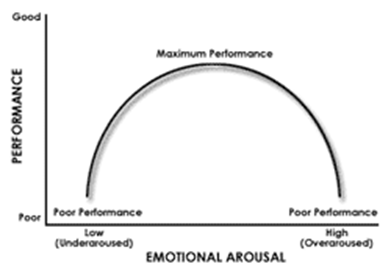 Good
Maximum Performance
PERFORMANCE
Poor Performance
Poor Performance
Poor
Low
(Underaroused)
High
(Overaroused)
EMOTIONAL AROUSAL